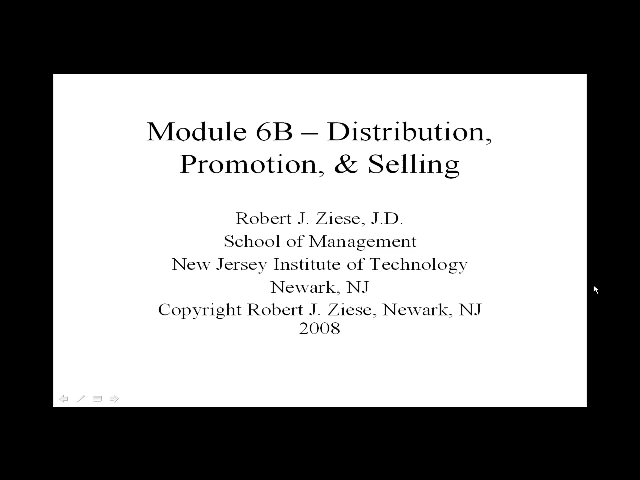 Module 6B – Distribution,
Promotion, & Selling
Robert J. Ziese, J.D.
School of Management
New Jersey Institute of Technology
Newark, NJ
Copyright Robert J. Ziese, Newark, NJ
2008